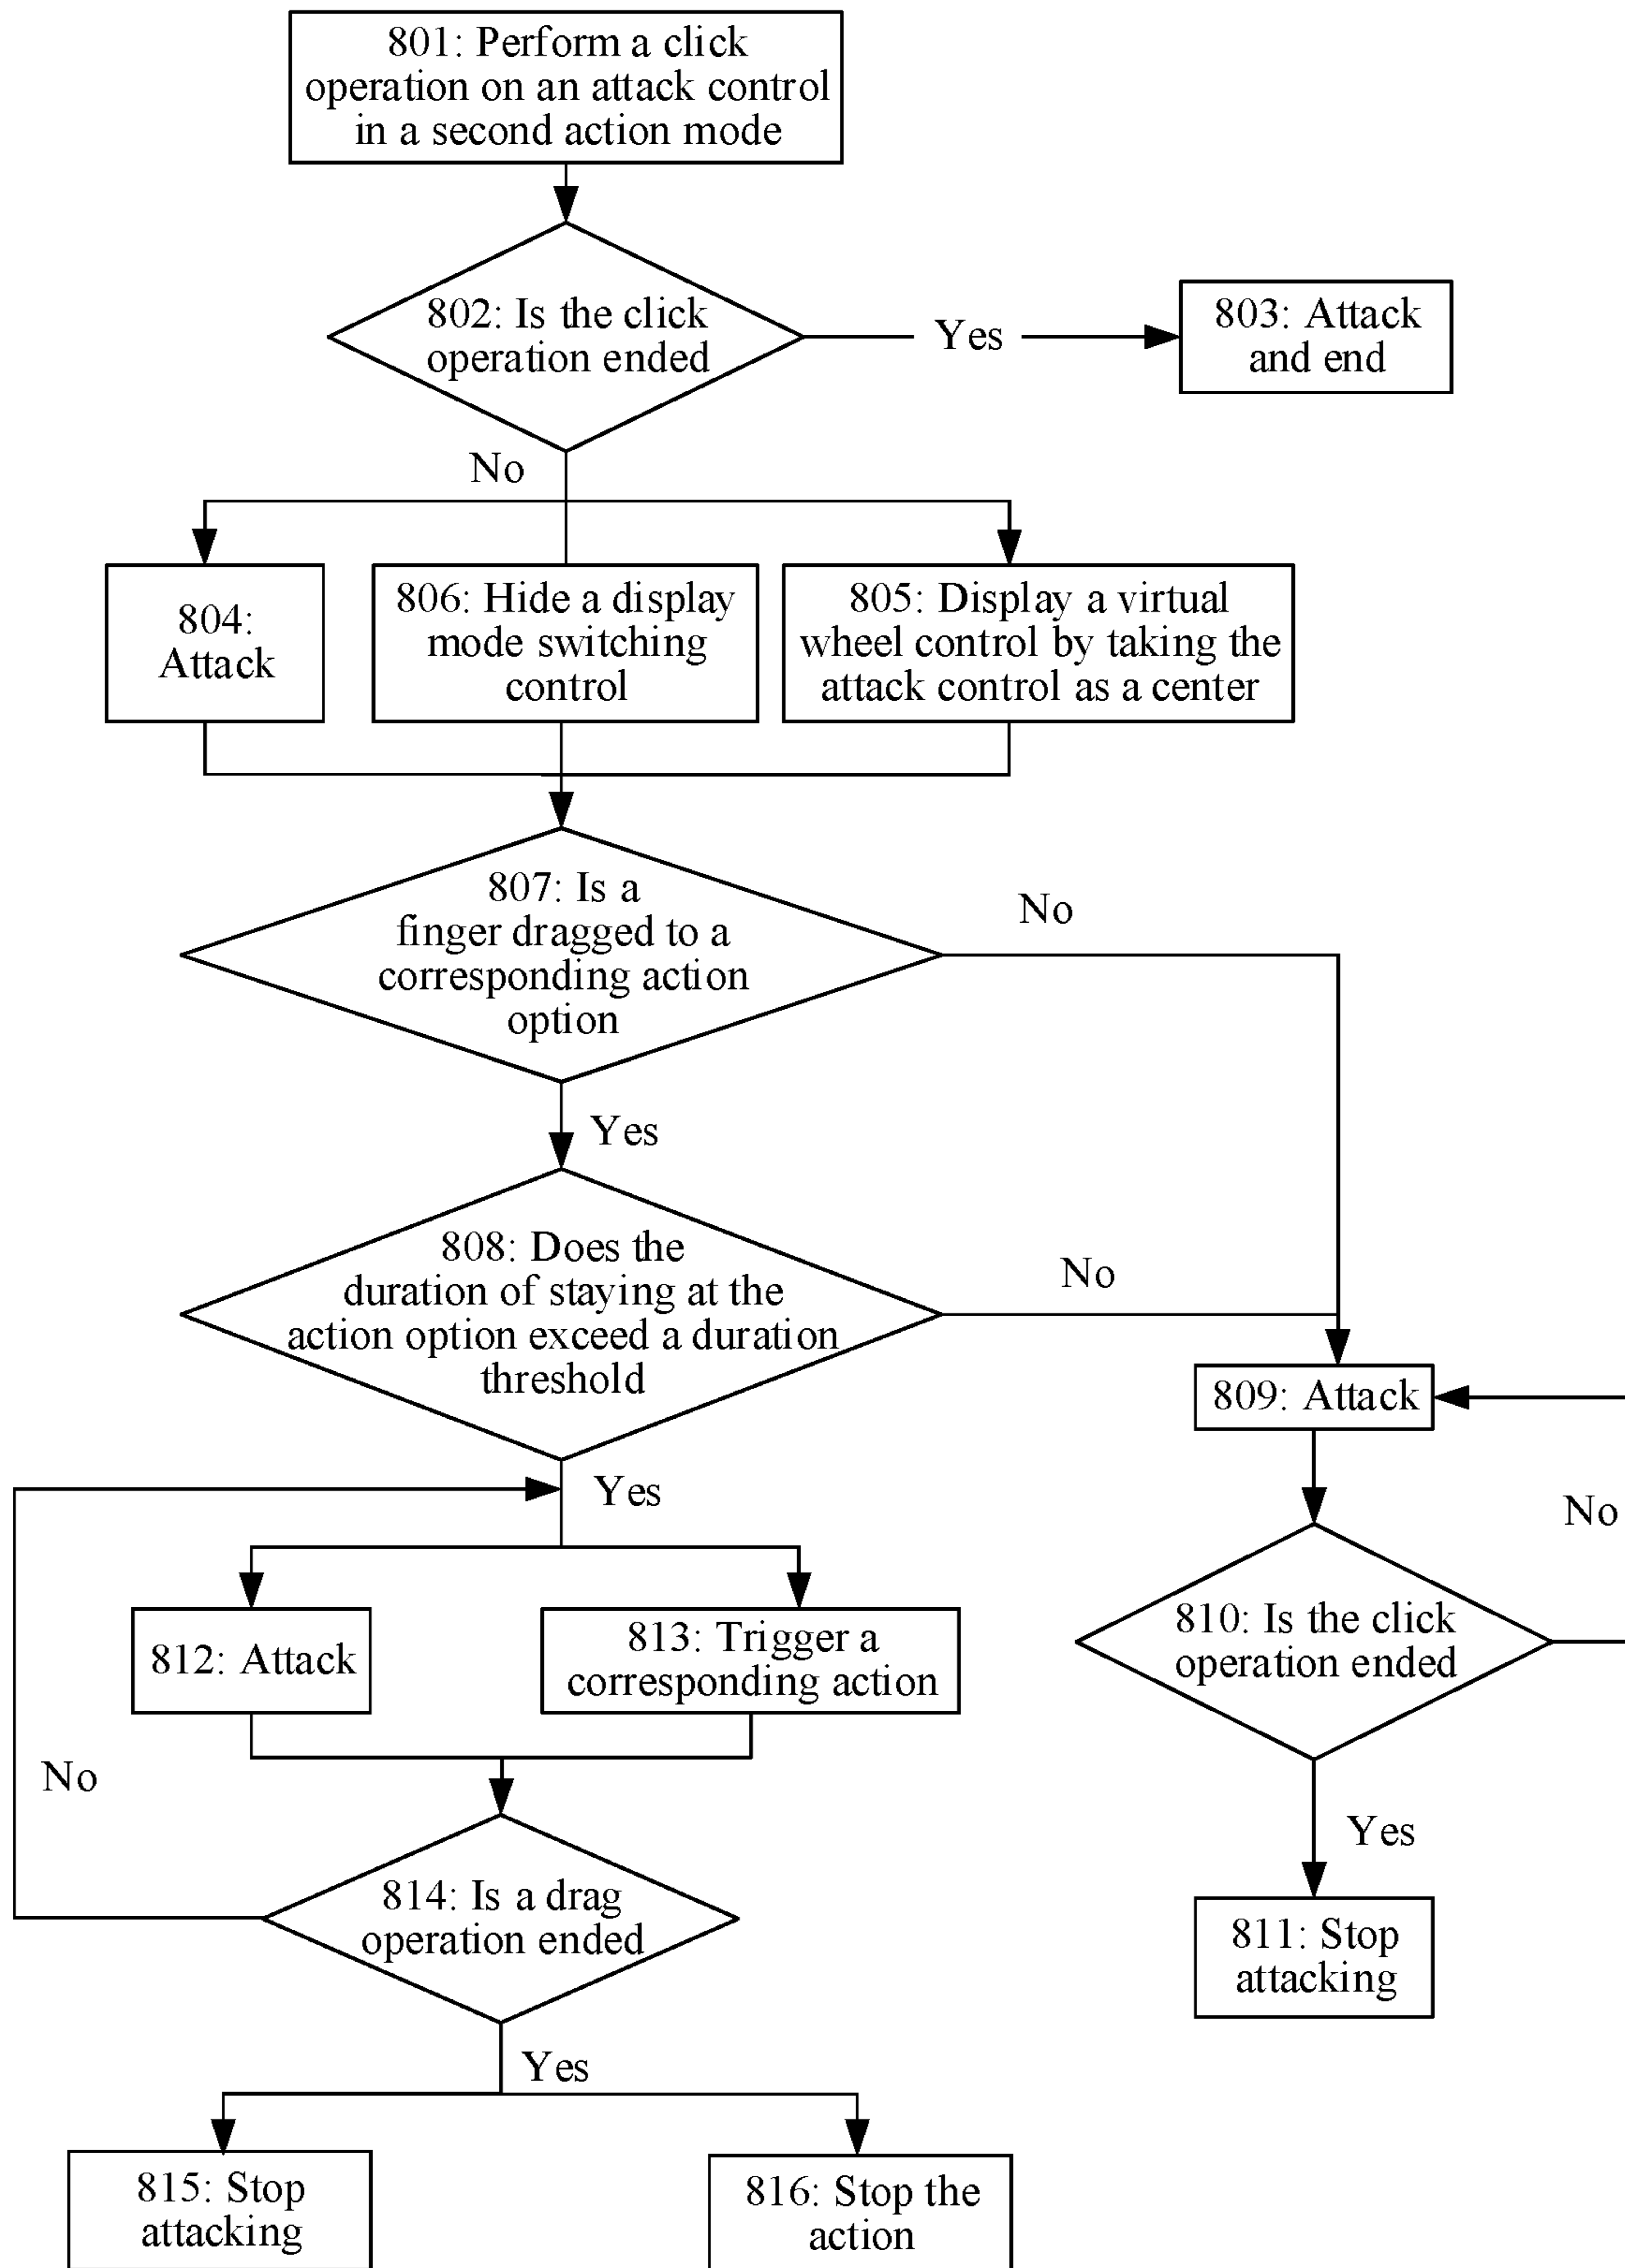 801: Perform a click
operation on an attack control
in a second action mode
802: Is the click
operation ended
Yes
803: Attack
and end
No
804:
Attack
806: Hide a display
mode switching
control
805: Display a virtual
wheel control by taking the
attack control as a center
807: Is a
finger dragged to a
corresponding action
option
No
Yes
808: Does the
duration of staying at the
action option exceed a duration
threshold
No
809: Attack
Yes
No
812: Attack
813: Trigger a
corresponding action
810: Is the click
operation ended
No
Yes
814: Is a drag
operation ended
811: Stop
attacking
Yes
815: Stop
attacking
816: Stop the
action